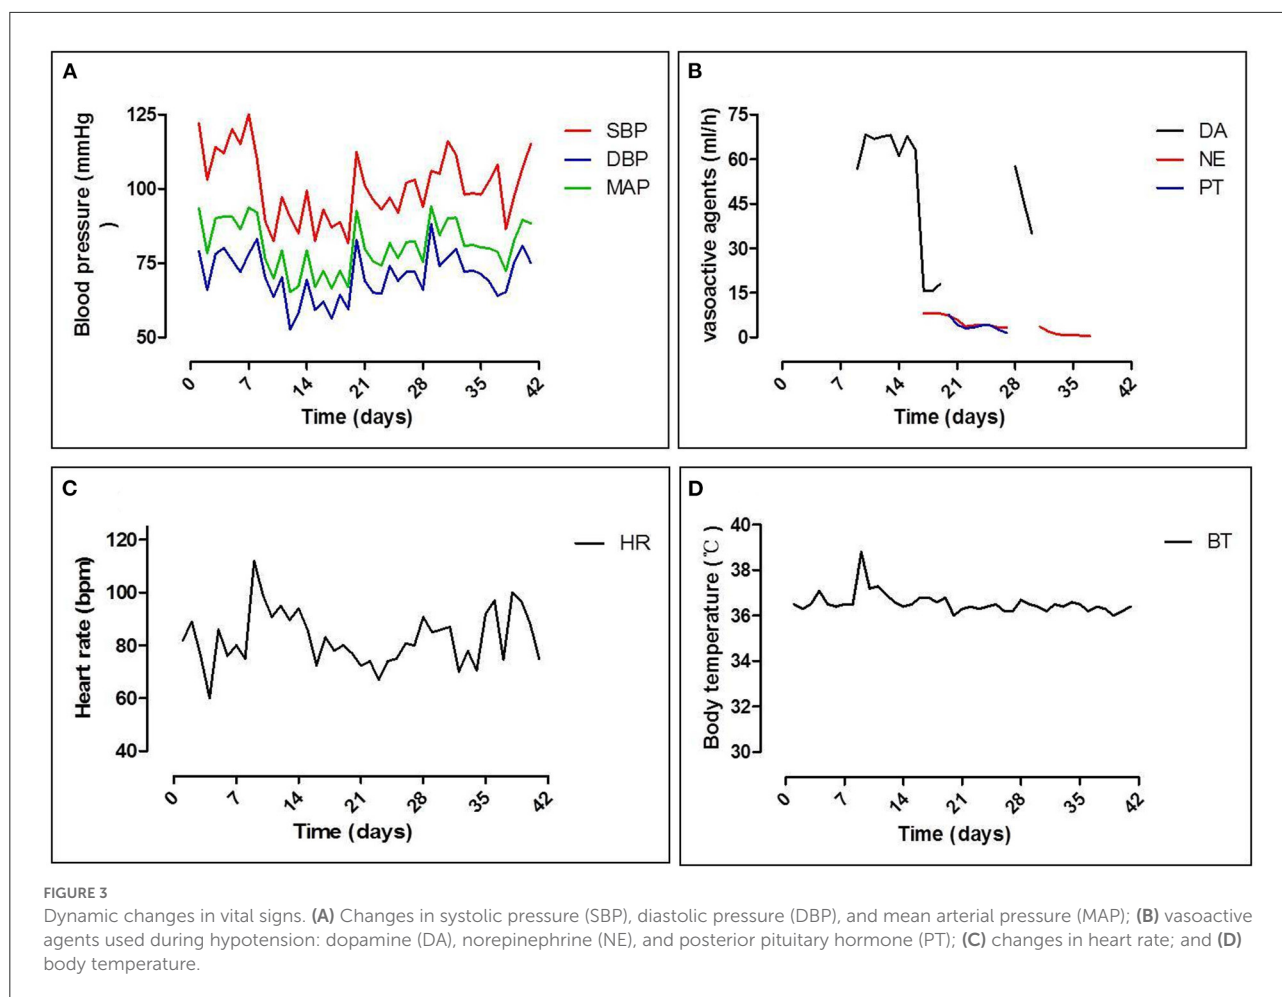 A
Blood pressure (mmHg
)
125
100
75
50
0
7
14
21
28
35
42
Time (days)
SBP
DBP
MAP
B
vasoactive agents (ml/h)
75
60
45
30
15
0
0
7
14
21
28
35
42
Time (days)
DA
NE
PT
C
Heart rate (bpm)
120
100
80
60
40
0
7
14
21
28
35
42
Time (days)
HR
D
Body temperature (℃)
40
38
36
34
32
30
0
7
14
21
28
35
42
Time (days)
BT
FIGURE 3
Dynamic changes in vital signs. (A) Changes in systolic pressure (SBP), diastolic pressure (DBP), and mean arterial pressure (MAP); (B) vasoactive
agents used during hypotension: dopamine (DA), norepinephrine (NE), and posterior pituitary hormone (PT); (C) changes in heart rate; and (D)
body temperature.